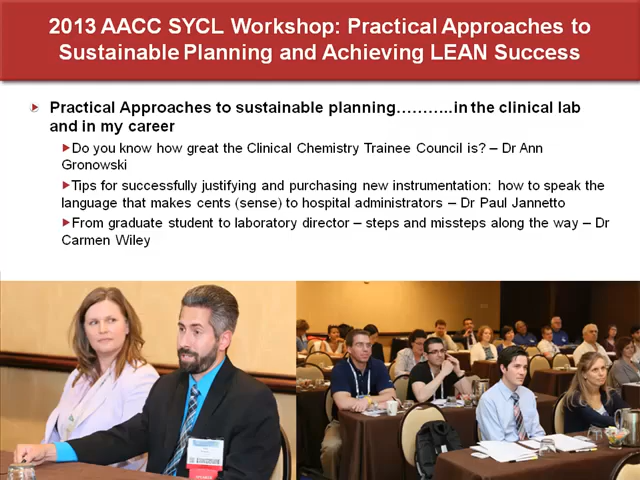 2013 AACC SYCL Workshop: Practical Approaches to
Sustainable Planning and Achieving LEAN Success
Practical Approaches to sustainable planning………..in the clinical lab
and in my career
Do you know how great the Clinical Chemistry Trainee Council is? – Dr Ann
Gronowski
Tips for successfully justifying and purchasing new instrumentation: how to speak the
language that makes cents (sense) to hospital administrators – Dr Paul Jannetto
From graduate student to laboratory director – steps and missteps along the way – Dr
Carmen Wiley